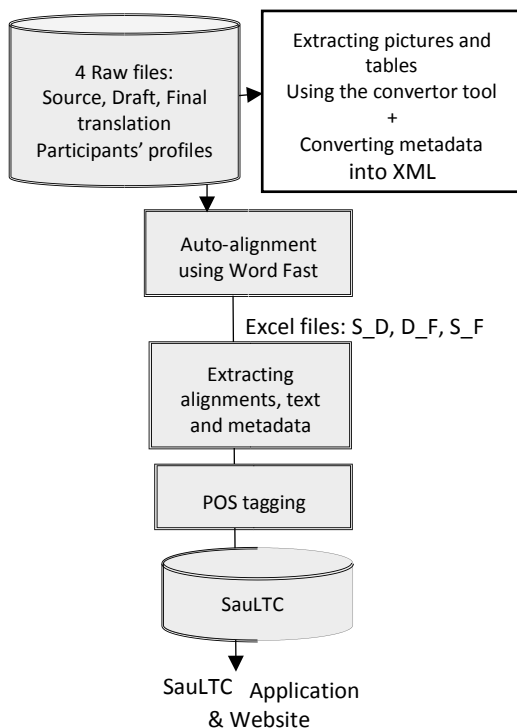 4 Raw files:
Source, Draft, Final
translation
Participants’ profiles
Extracting pictures and
tables
Using the convertor tool
+
Converting metadata
into XML
Auto-alignment
using Word Fast
Excel files: S_D, D_F, S_F
Extracting
alignments, text
and metadata
POS tagging
SauLTC
SauLTC Application
& Website